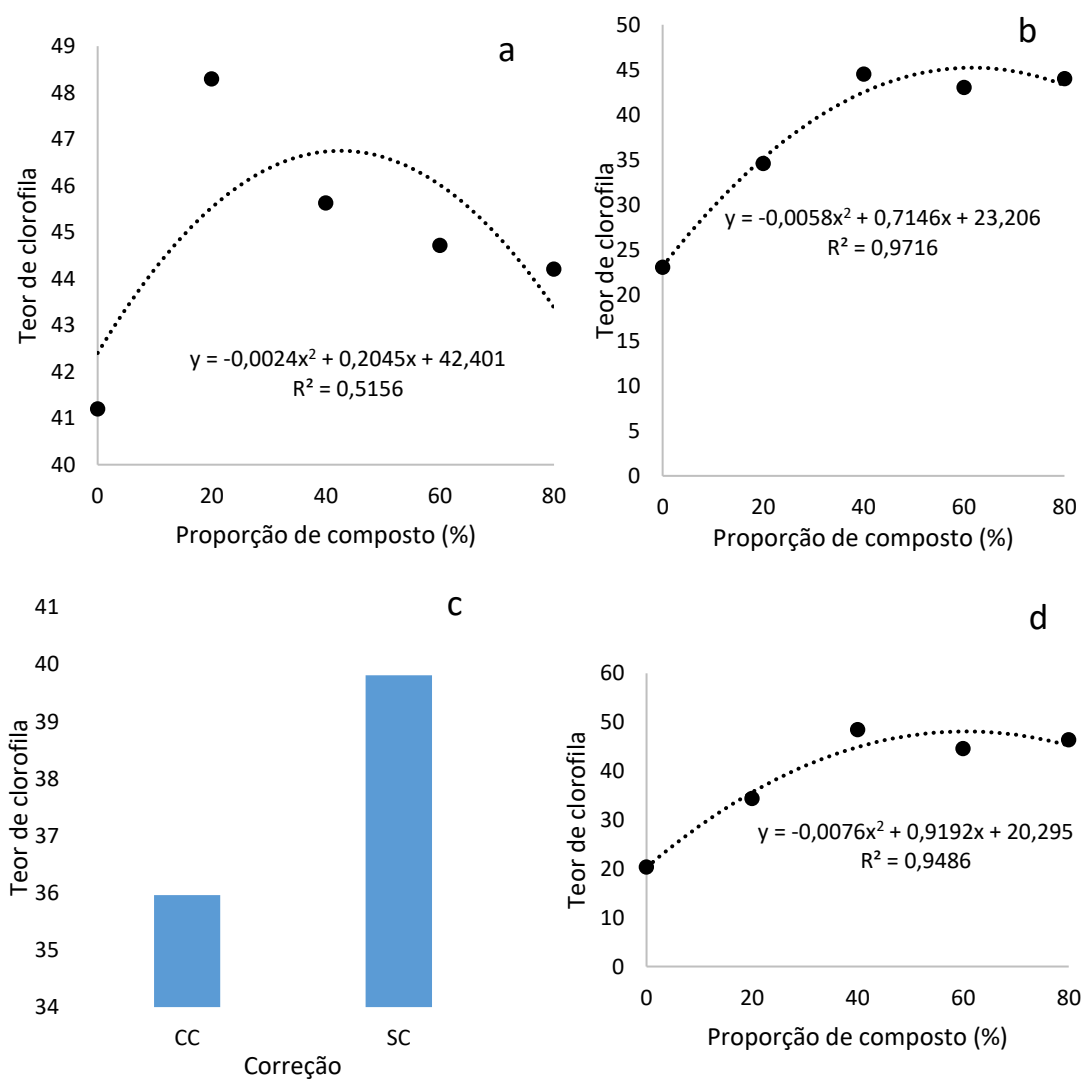 a
49
48
47
46
45
44
43
42
41
40
Teor de clorofila
y = -0,0024x² + 0,2045x + 42,401
R² = 0,5156
0 20 40 60 80
Proporção de composto (%)
b
50
45
40
35
30
25
20
15
10
5
0
Teor de clorofila
y = -0,0058x² + 0,7146x + 23,206
R² = 0,9716
0 20 40 60 80
Proporção de composto (%)
c
41
40
39
38
37
36
35
34
Teor de clorofila
CC SC
Correção
d
60
50
40
30
20
10
0
Teor de clorofila
y = -0,0076x² + 0,9192x + 20,295
R² = 0,9486
0 20 40 60 80
Proporção de composto (%)